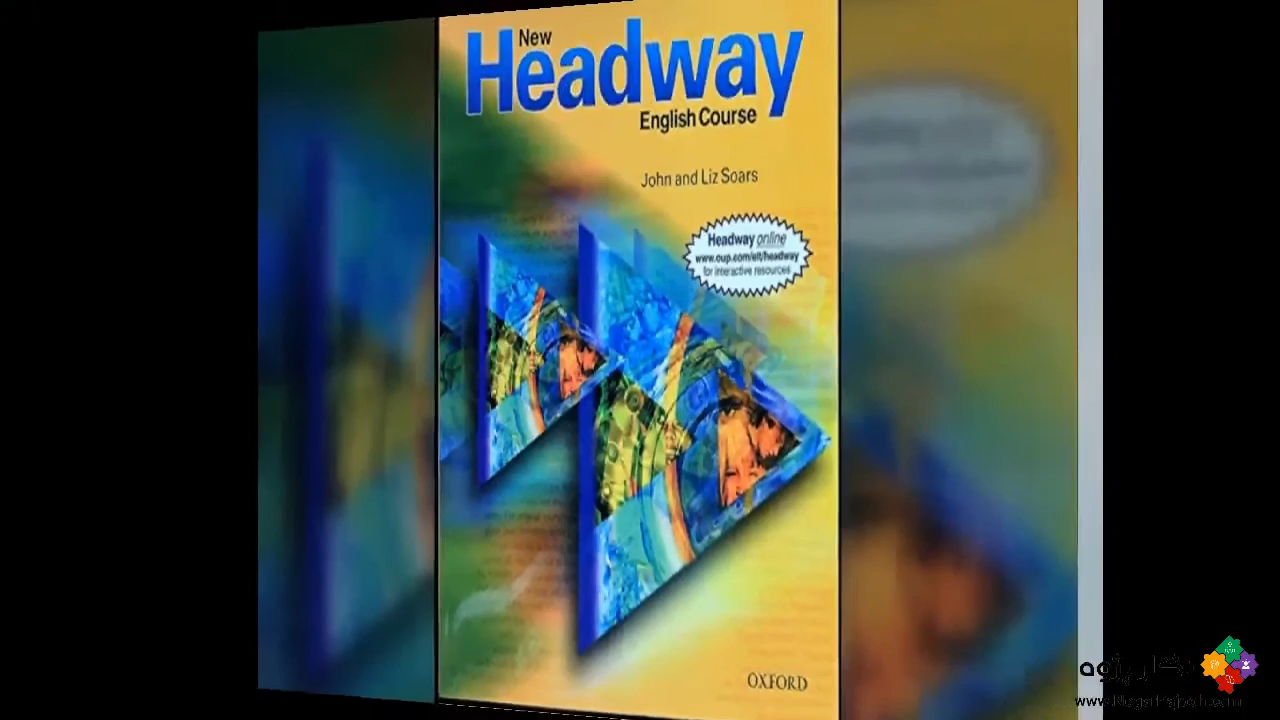 New
Headway
English Course
John and Liz Soars
Headway online
www.oup.com/elt/headway
for interactive resources
OXFORD